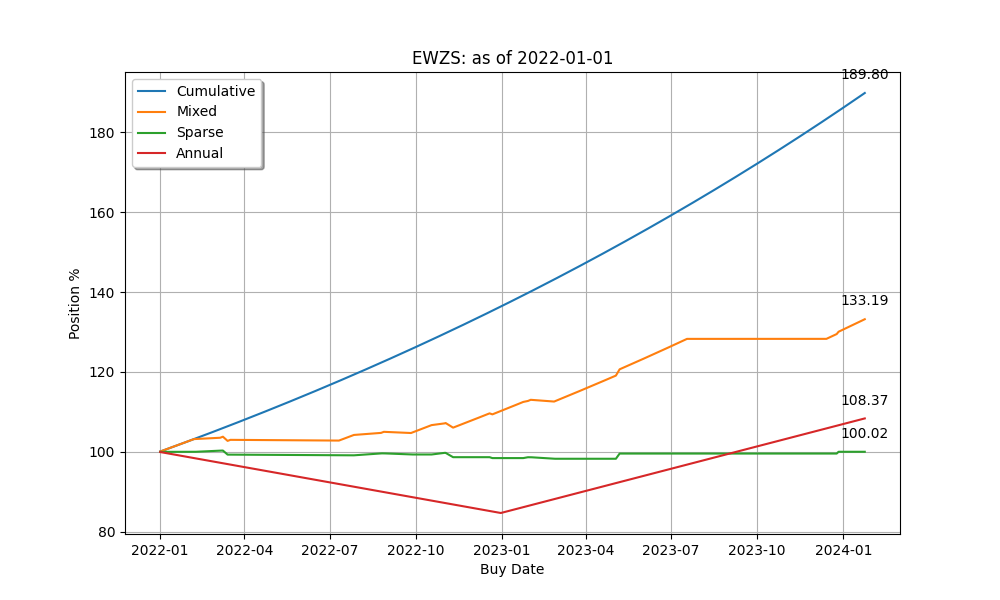 EWZS: as of 2022-01-01
189.80
Cumulative
Mixed
Sparse
Annual
180
160
140
133.19
120
108.37
100.02
100
80
Position %
2022-01 2022-04 2022-07 2022-10 2023-01 2023-04 2023-07 2023-10 2024-01
Buy Date